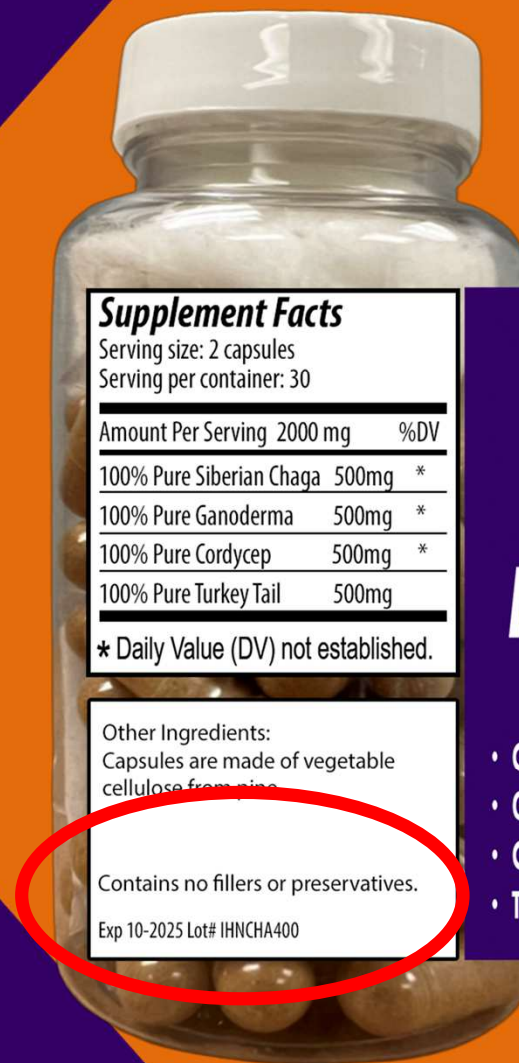 Supplement Facts
Serving size: 2 capsules
Serving per container: 30
Amount Per Serving 2000 mg %DV
100% Pure Siberian Chaga 500mg *
100% Pure Ganoderma 500mg *
100% Pure Cordycep 500mg *
100% Pure Turkey Tail 500mg
* Daily Value (DV) not established.
Other Ingredients:
Capsules are made of vegetable
cellulose from pine
Contains no fillers or preservatives.
Exp 10-2025 Lot# IHNCHA400